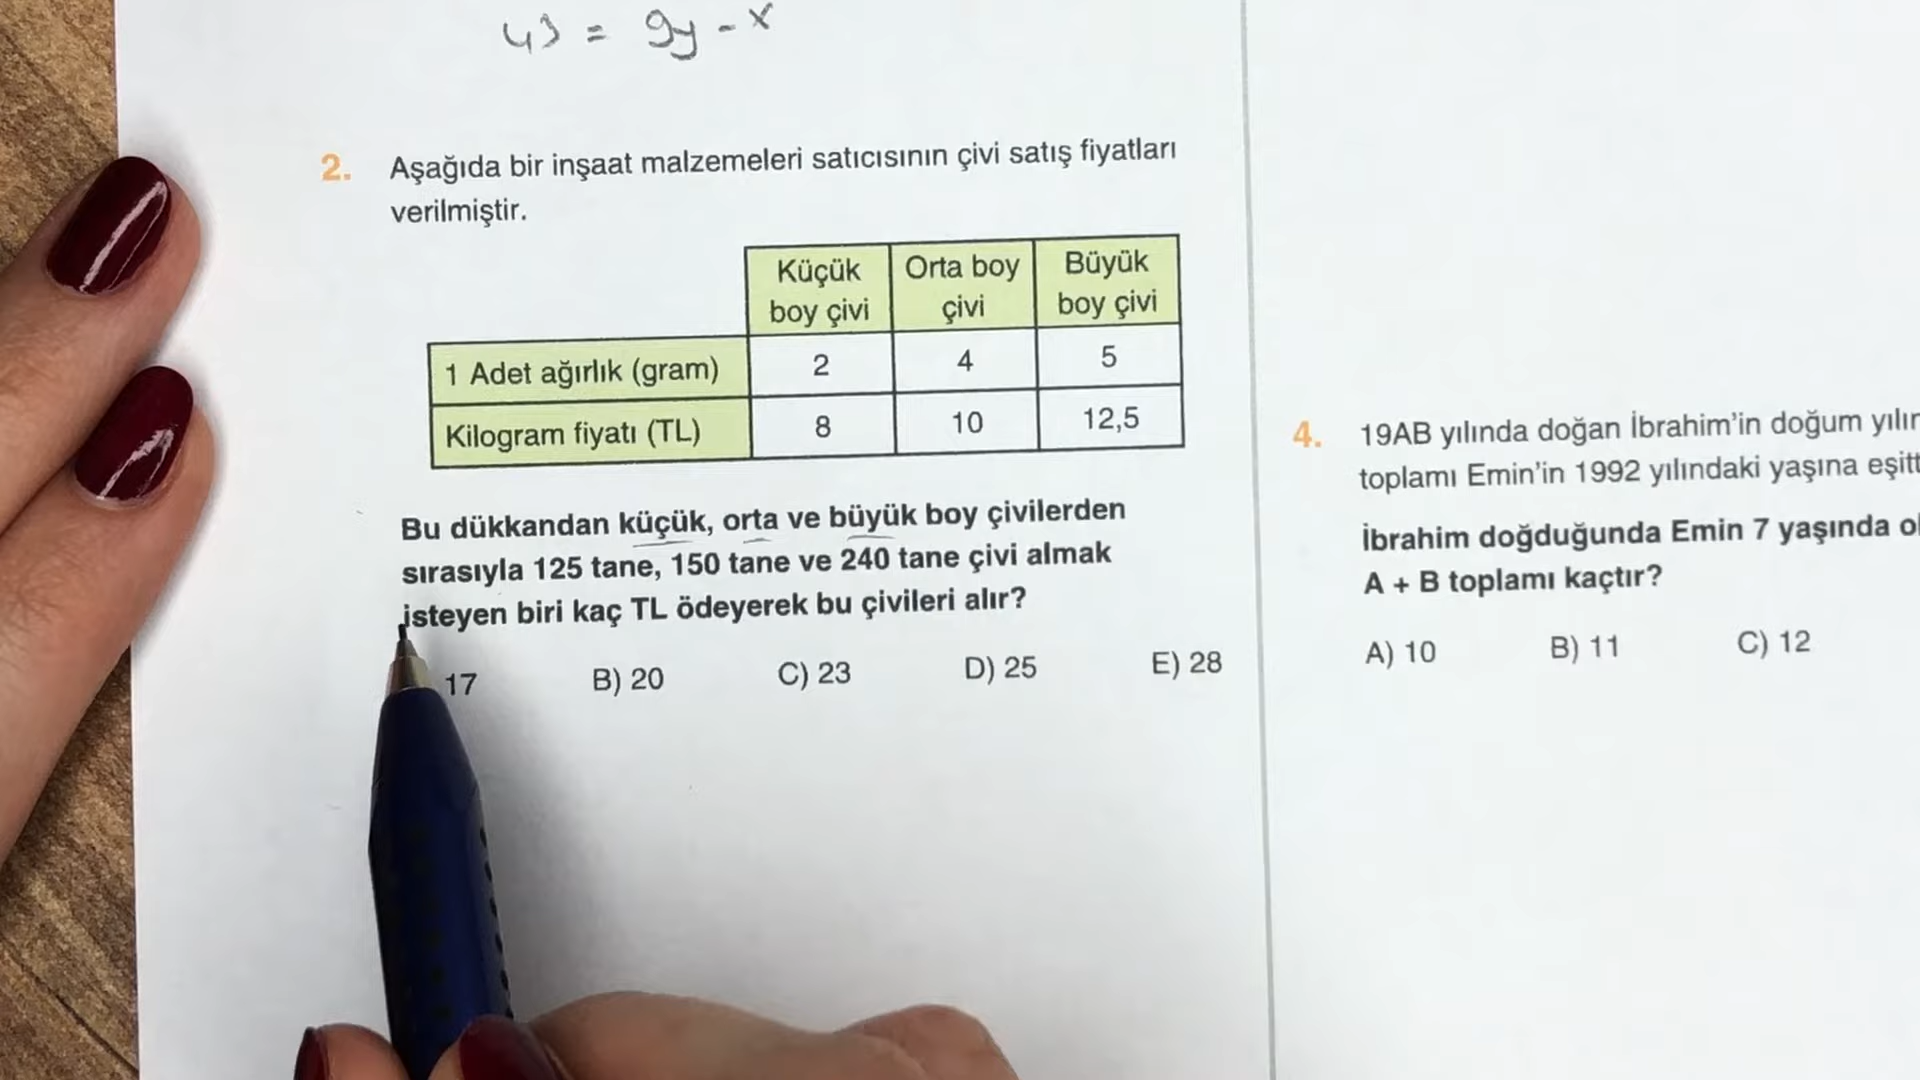 43 = 9y - x
2. Aşağıda bir inşaat malzemeleri satıcısının çivi satış fiyatları
verilmiştir.
Küçük boy çivi Orta boy çivi Büyük boy çivi
1 Adet ağırlık (gram) 2 4 5
Kilogram fiyatı (TL) 8 10 12,5
Bu dükkandan küçük, orta ve büyük boy çivilerden
sırasıyla 125 tane, 150 tane ve 240 tane çivi almak
isteyen biri kaç TL ödeyerek bu çivileri alır?
17 B) 20 C) 23 D) 25 E) 28
4. 19AB yılında doğan İbrahim'in doğum
toplamı Emin'in 1992 yılındaki yaşına
İbrahim doğduğunda Emin 7 yaşında
A + B toplamı kaçtır?
A) 10 B) 11 C) 12